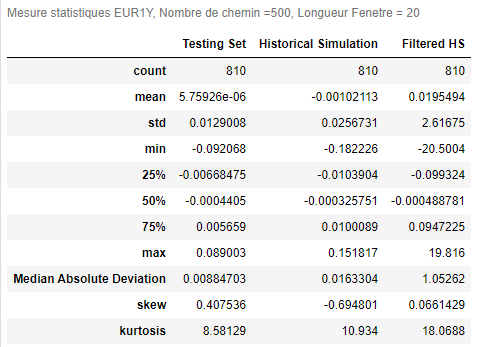 Mesure statistiques EUR1Y, Nombre de chemin =500, Longueur Fenetre = 20
Testing Set Historical Simulation Filtered HS
count 810 810 810
mean 5.75926e-06 -0.00102113 0.0195494
std 0.0129008 0.0256731 2.61675
min -0.092068 -0.182226 -20.5004
25% -0.00668475 -0.0103904 -0.099324
50% -0.0004405 -0.000325751 -0.000488781
75% 0.005659 0.0100089 0.0947225
max 0.089003 0.151817 19.816
Median Absolute Deviation 0.00884703 0.0163304 1.05262
skew 0.407536 -0.694801 0.0661429
kurtosis 8.58129 10.934 18.0688